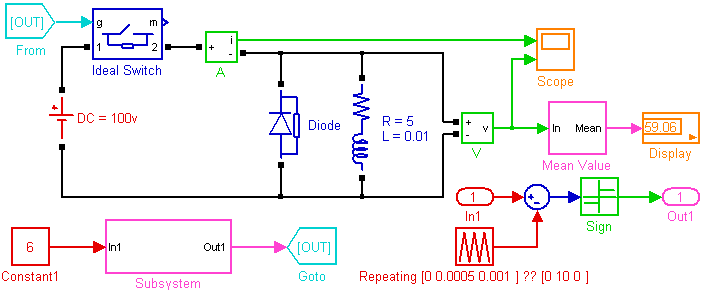 [OUT]
From
g
m
1
2
Ideal Switch
+
i
-
A
Scope
+
DC = 100v
Diode
R = 5
L = 0.01
+
-
v
V
In
Mean
Mean Value
59.06
Display
6
Constant1
In1
Out1
Subsystem
[OUT]
Goto
1
In1
+
-
Sign
1
Out1
Repeating [0 0.0005 0.001 ] ?? [0 10 0 ]